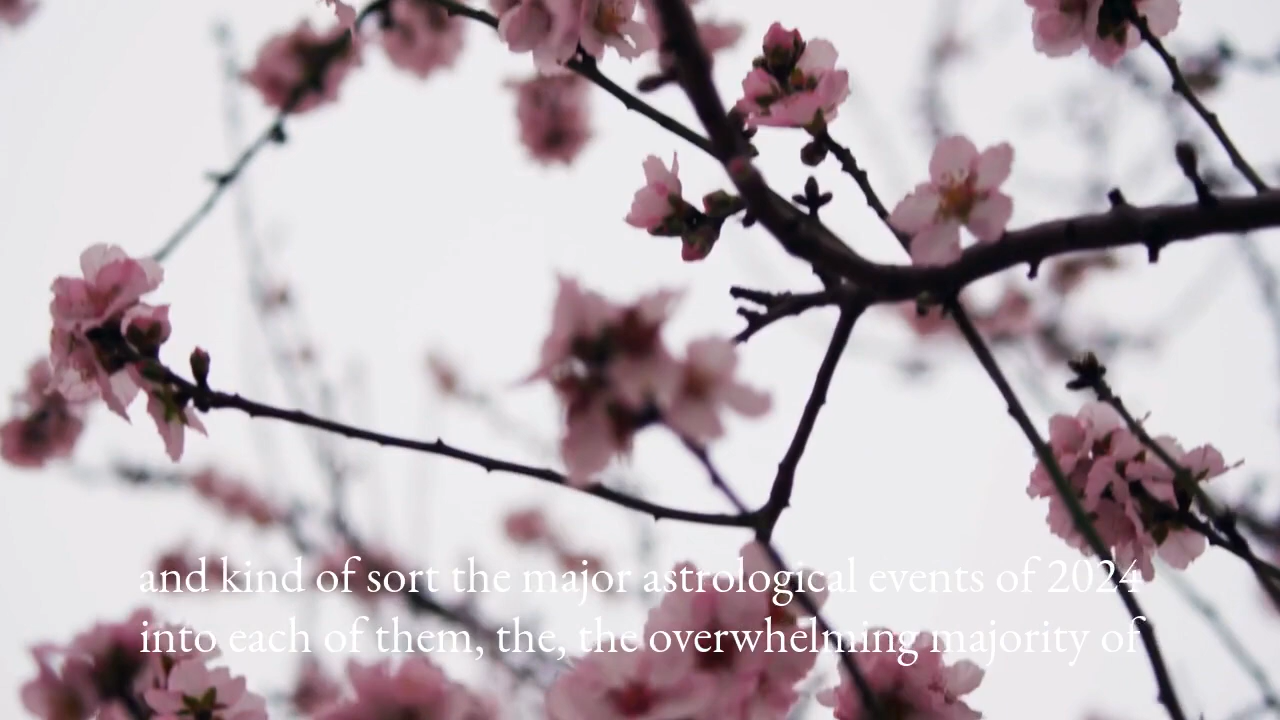 and kind of sort the major astrological events of 2024
into each of them, the, the overwhelming majority of